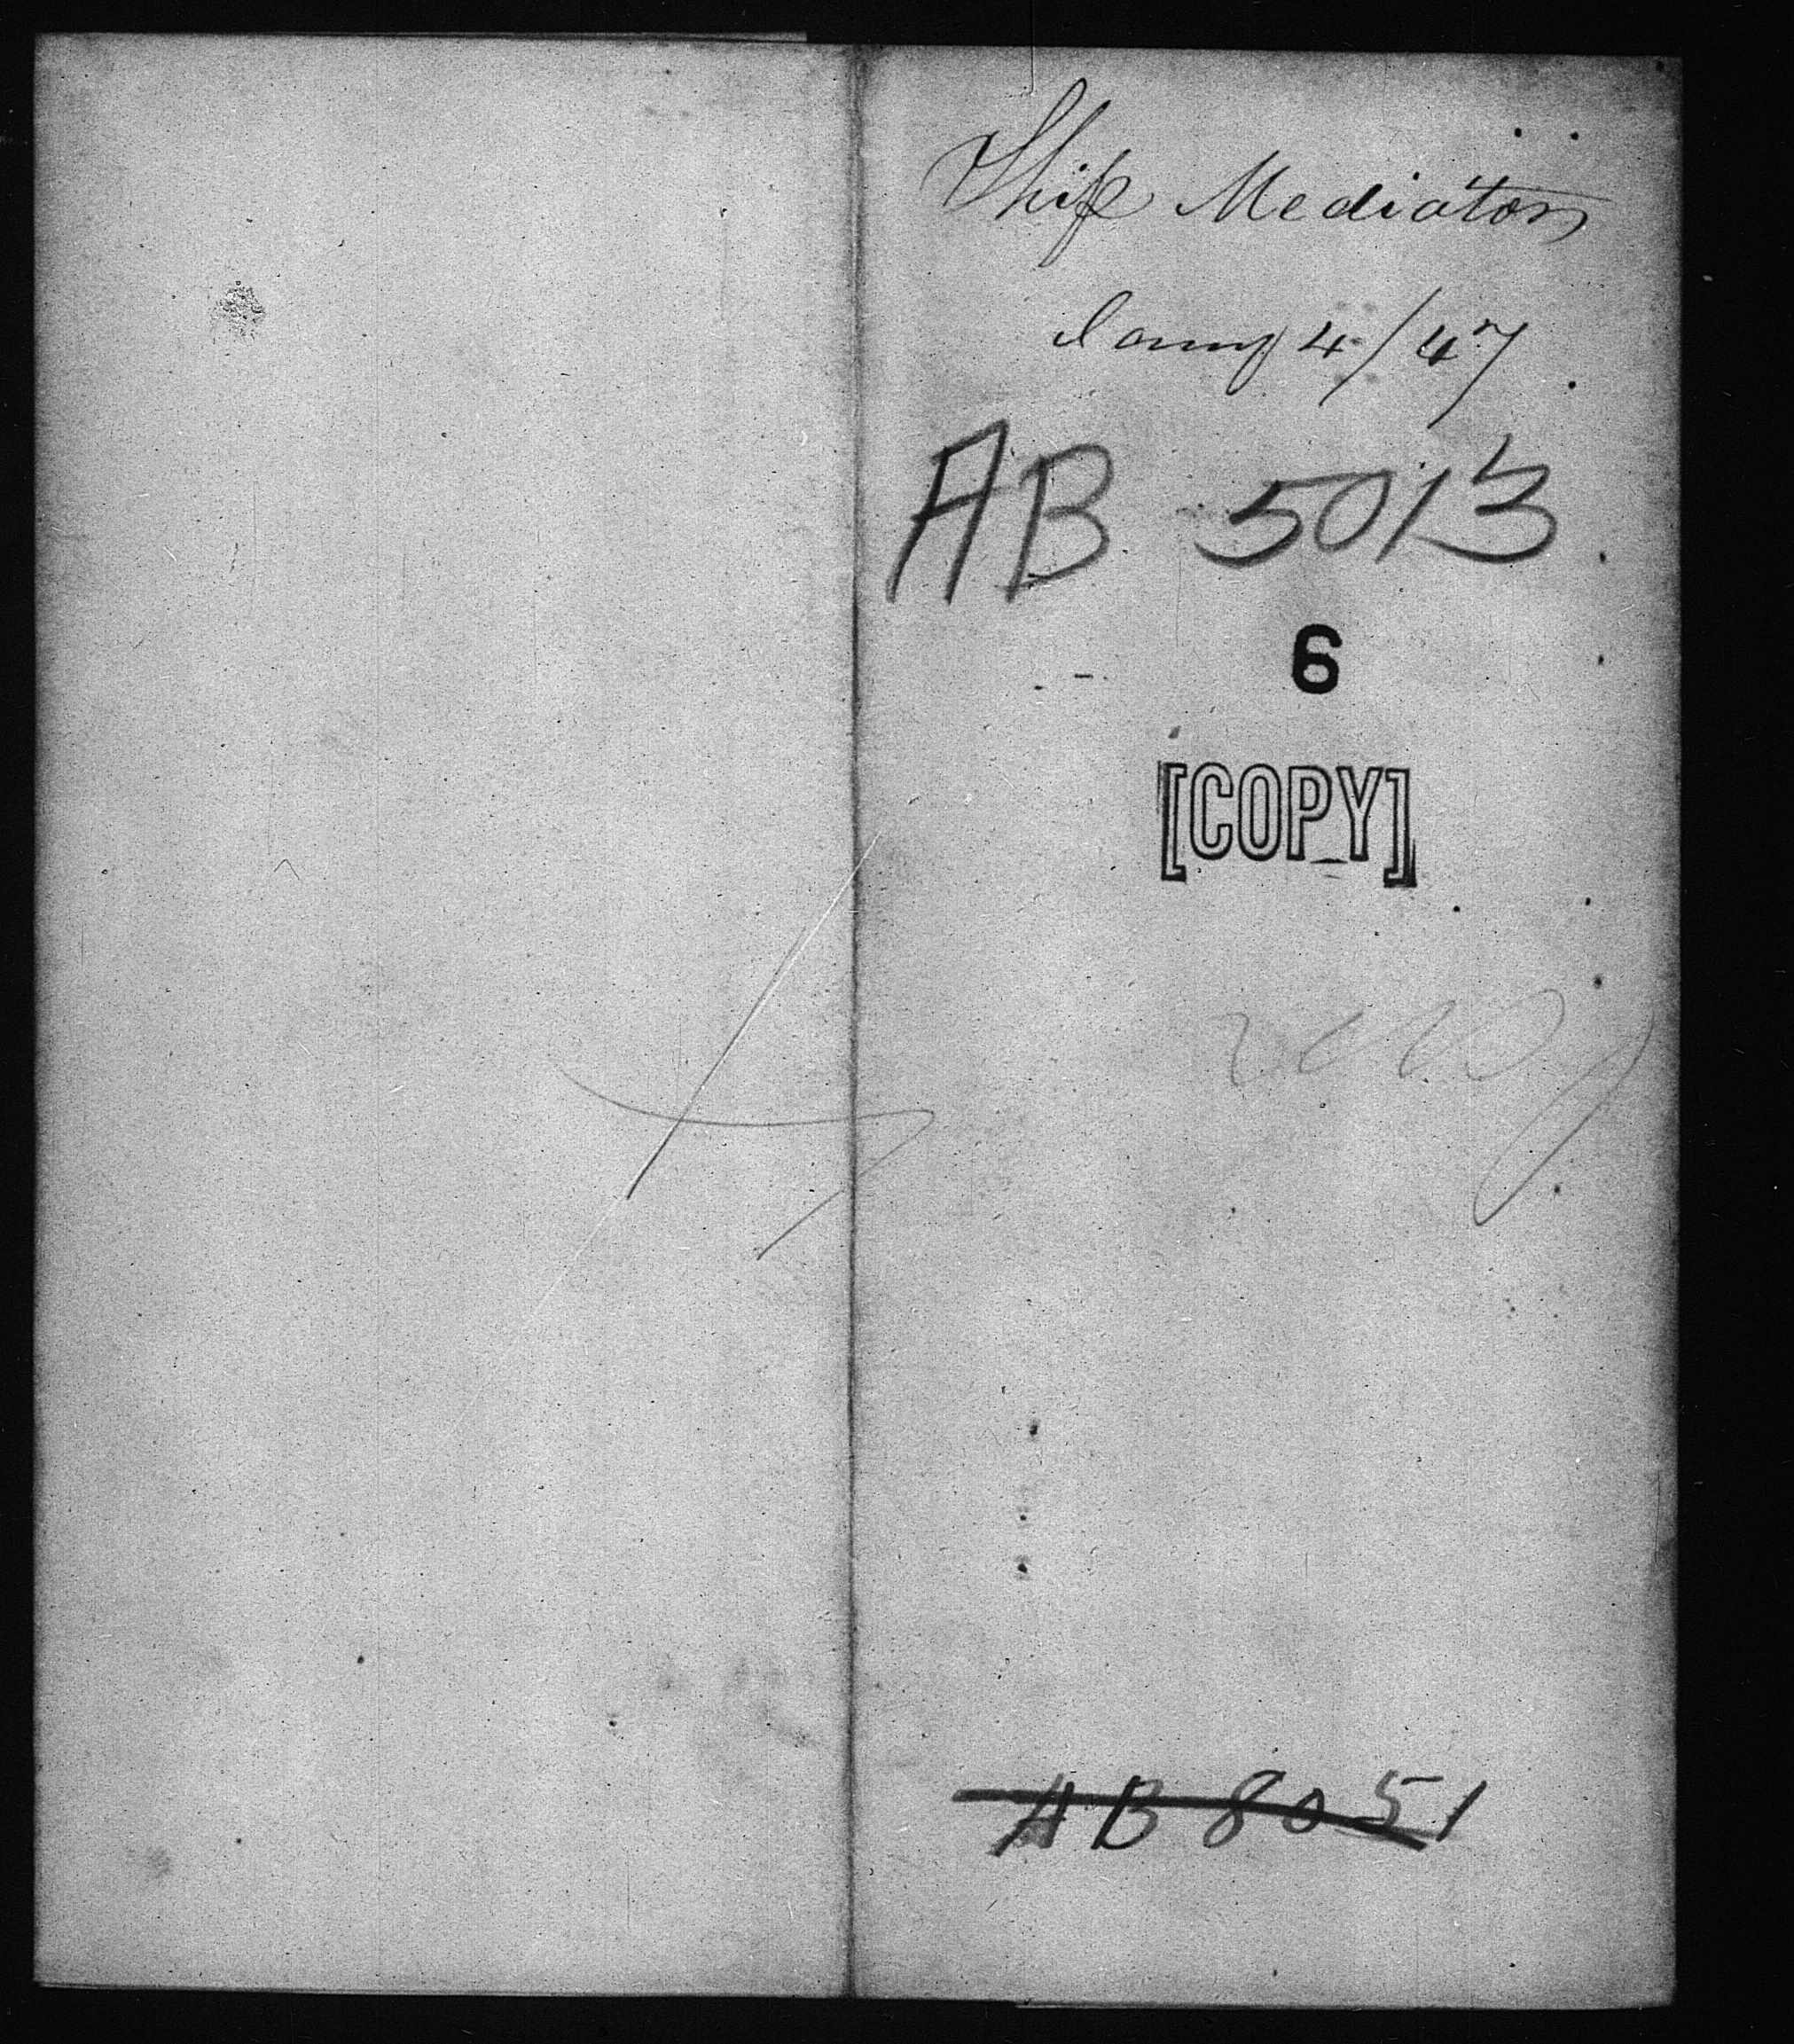 Ship Mediator
Jany 4/47
AB 5013
6
[COPY]
AB 8051